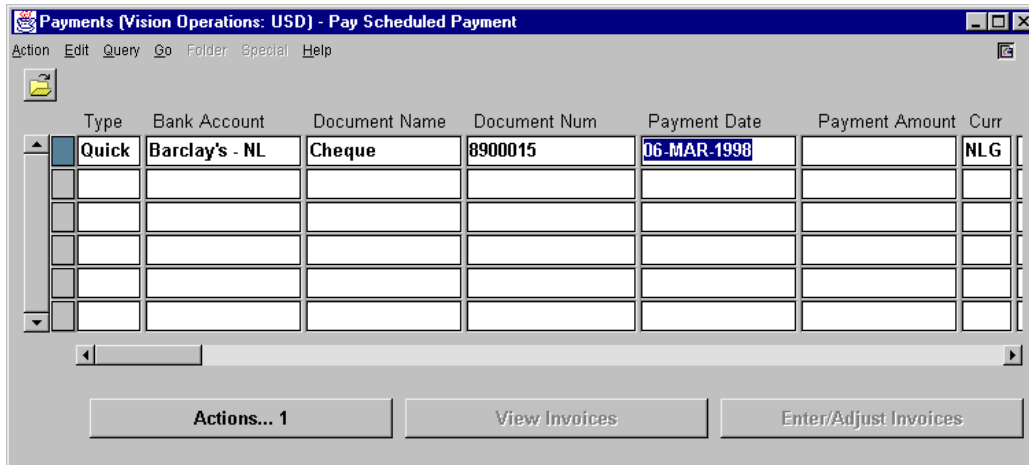 Payments (Vision Operations: USD) - Pay Scheduled Payment
Action Edit Query Go Folder Special Help
Type Bank Account Document Name Document Num Payment Date Payment Amount Curr
Quick Barclay's - NL Cheque 8900015 06-MAR-1998 NLG
Actions... 1 View Invoices Enter/Adjust Invoices